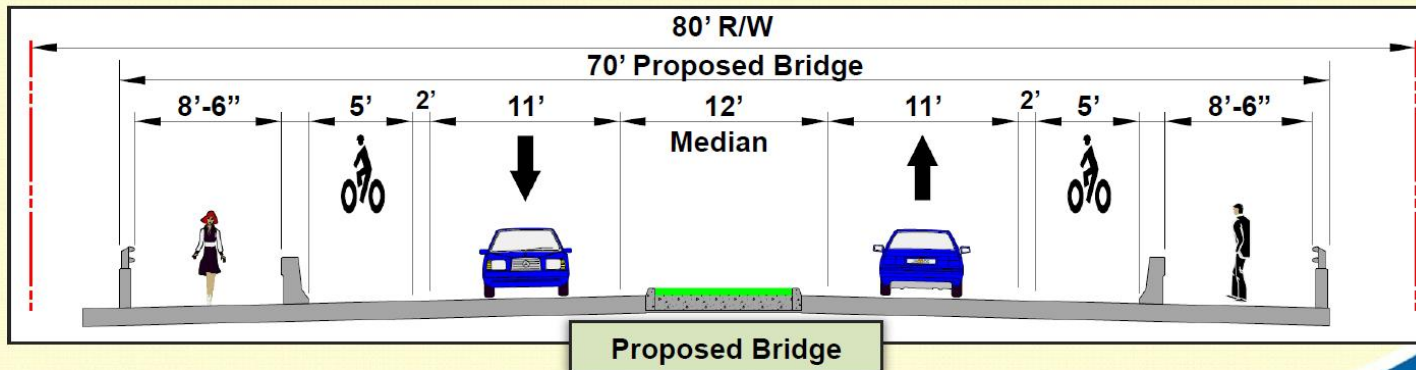 80’ R/W
70’ Proposed Bridge
8’-6” 5’ 2’ 11’ 12’ 11’ 2’ 5’ 8’-6”
Median
Proposed Bridge